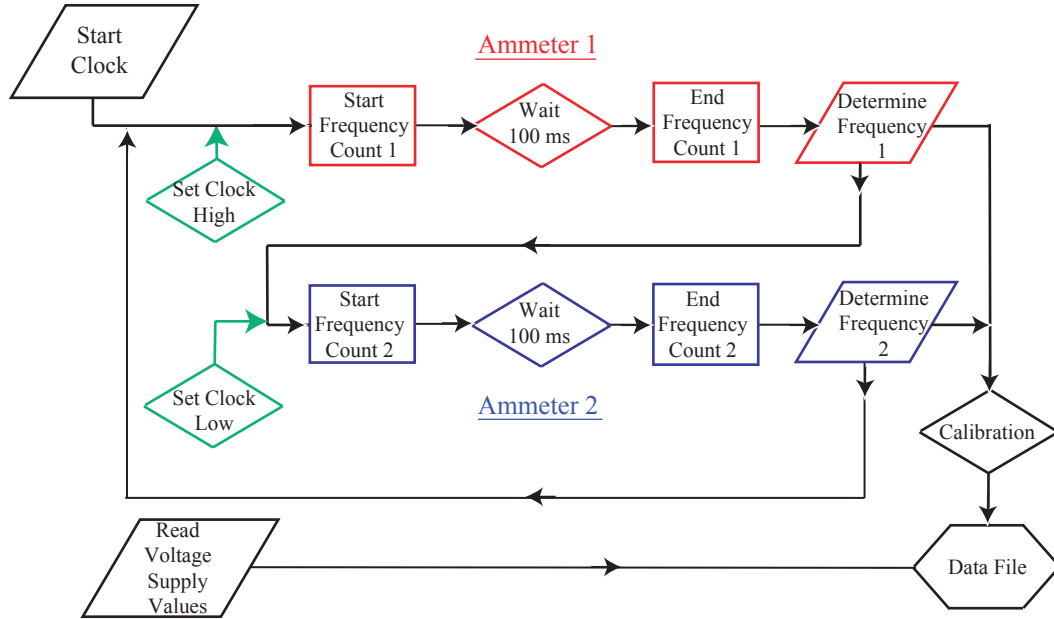 Start
Clock
Ammeter 1
Start
Frequency
Count 1
Wait
100 ms
End
Frequency
Count 1
Determine
Frequency
1
Set Clock
High
Start
Frequency
Count 2
Wait
100 ms
End
Frequency
Count 2
Determine
Frequency
2
Set Clock
Low
Ammeter 2
Calibration
Read
Voltage
Supply
Values
Data File